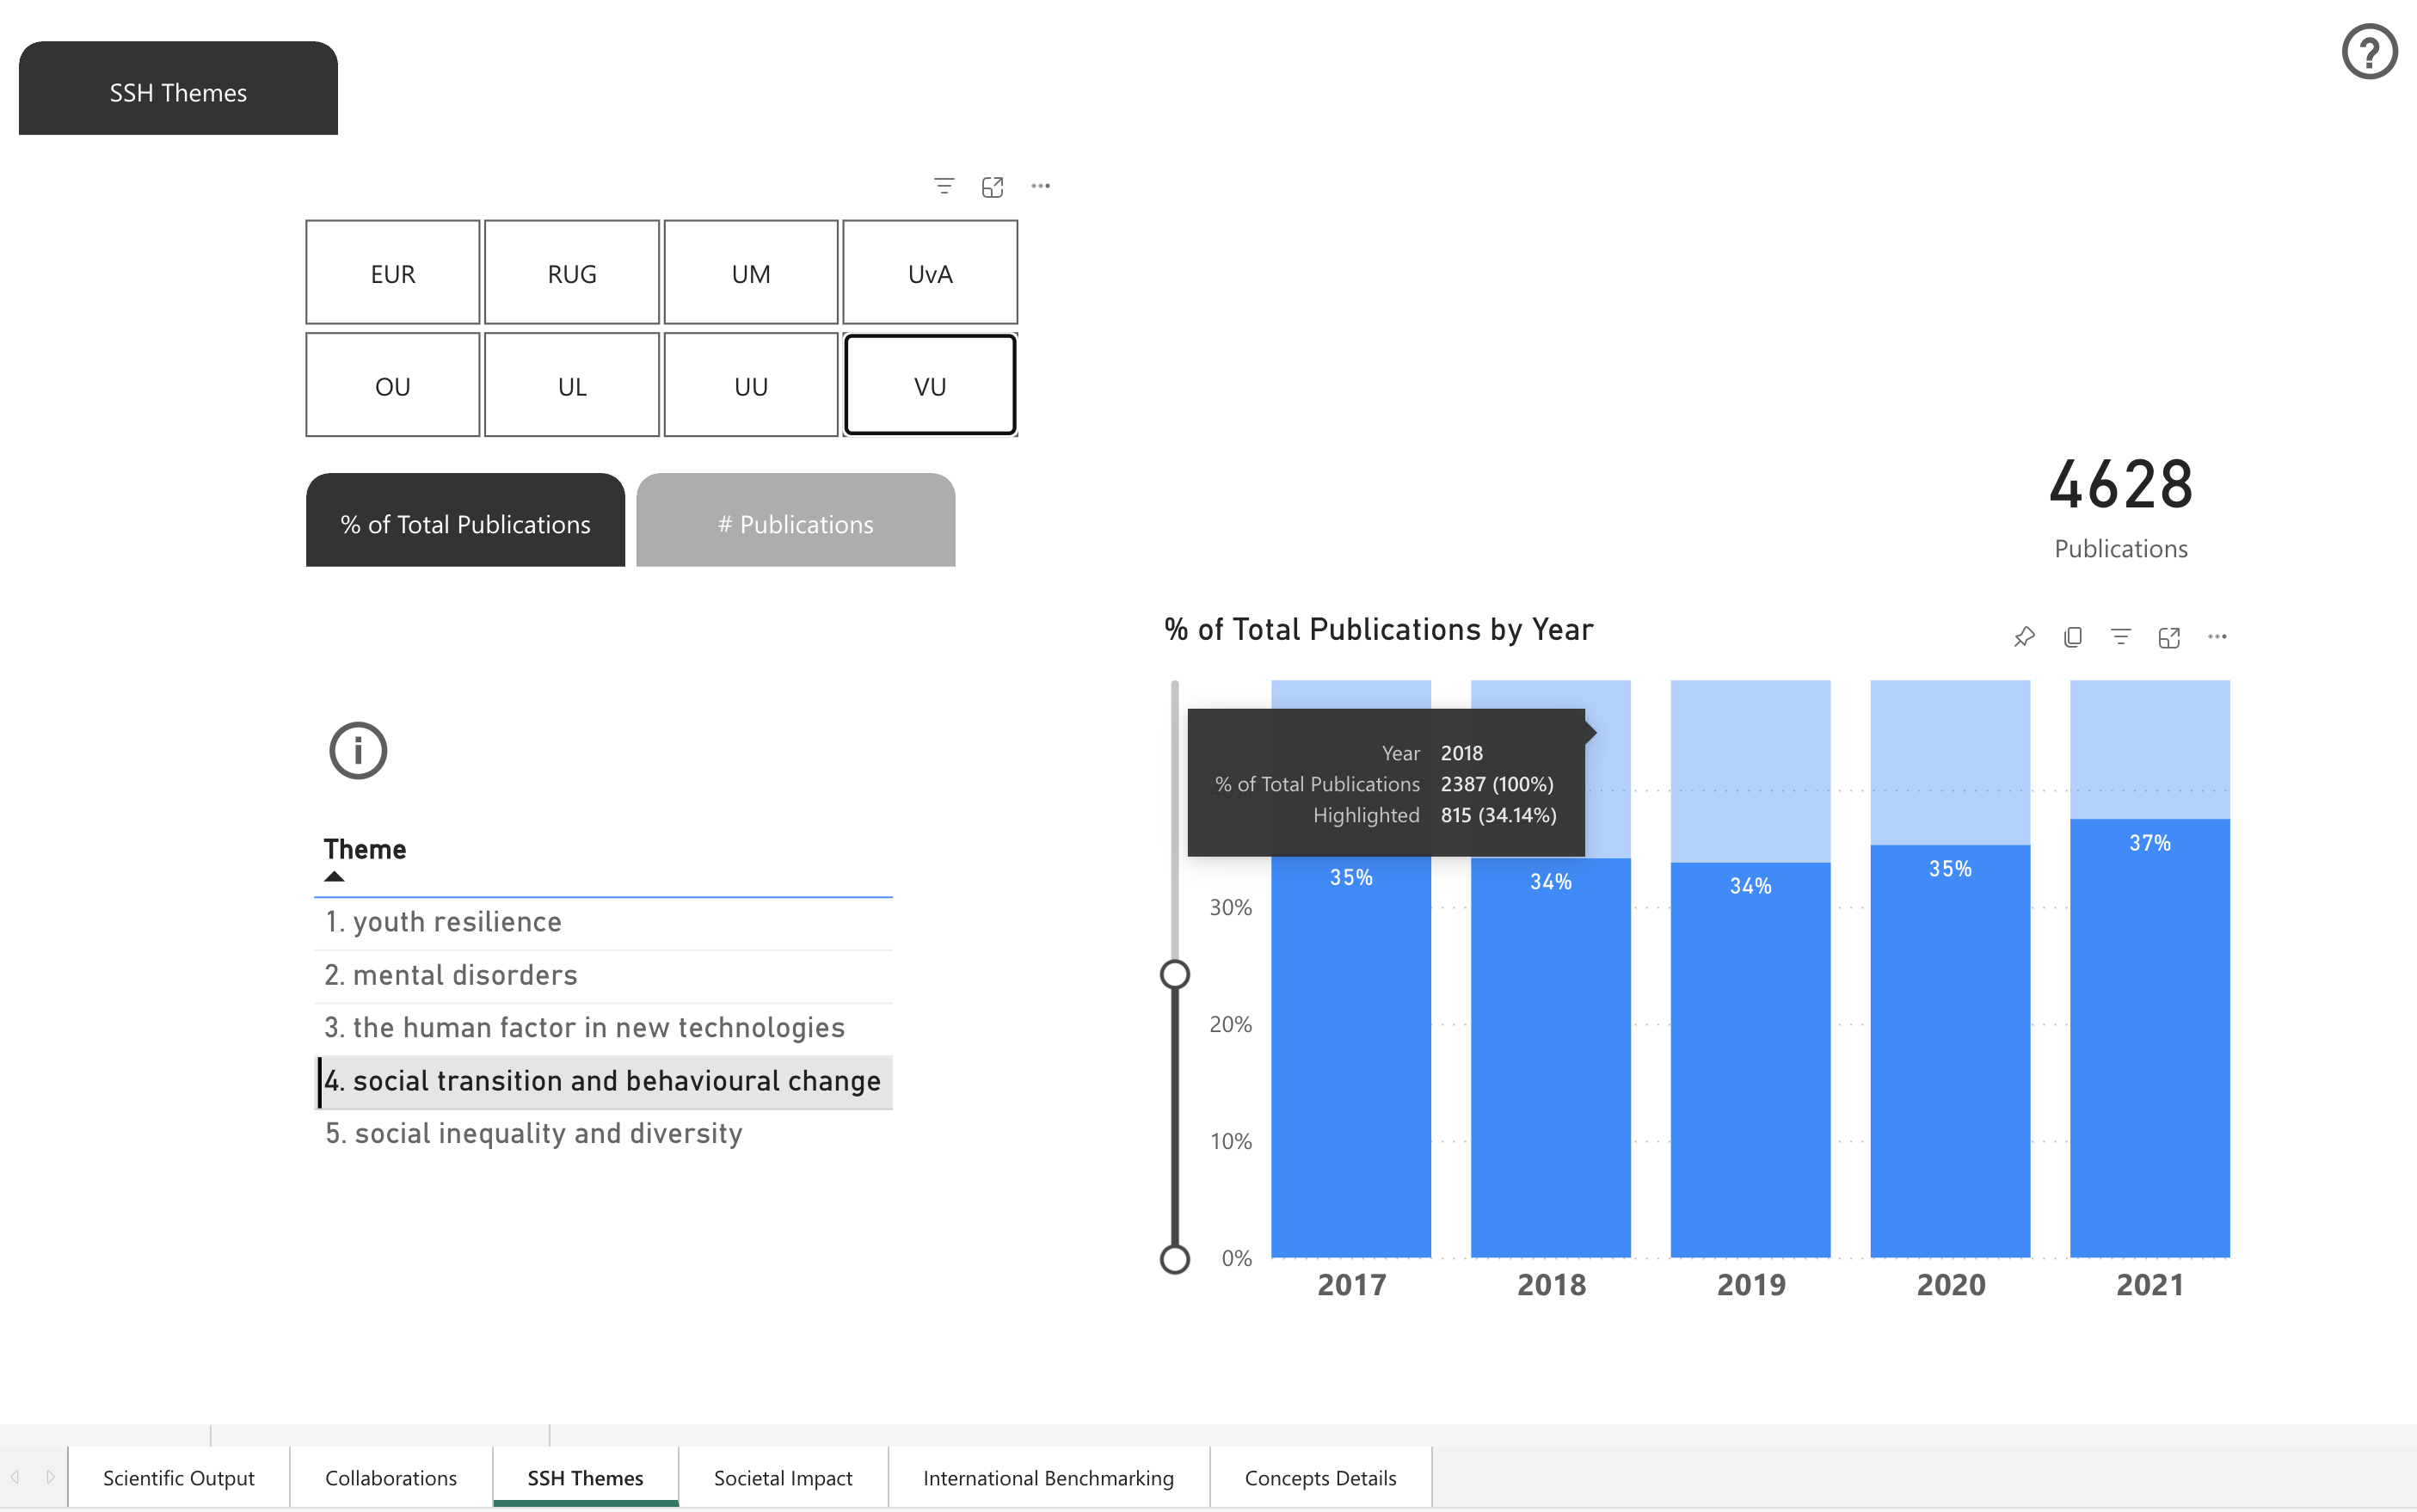 SSH Themes
EUR
RUG
UM
UvA
OU
UL
UU
VU
% of Total Publications
# Publications
4628
Publications
% of Total Publications by Year
Year 2018
% of Total Publications 2387 (100%)
Highlighted 815 (34.14%)
35%
34%
34%
35%
37%
30%
20%
10%
0%
2017
2018
2019
2020
2021
Theme
1. youth resilience
2. mental disorders
3. the human factor in new technologies
4. social transition and behavioural change
5. social inequality and diversity
Scientific Output
Collaborations
SSH Themes
Societal Impact
International Benchmarking
Concepts Details